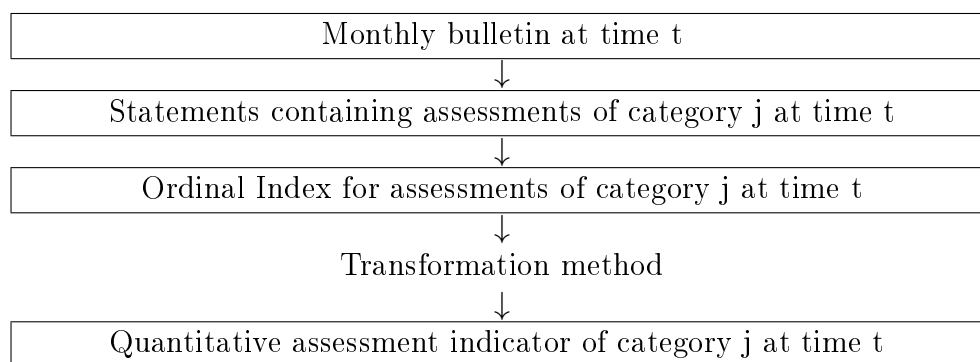 Monthly bulletin at time t
Statements containing assessments of category j at time t
Ordinal Index for assessments of category j at time t
Transformation method
Quantitative assessment indicator of category j at time t